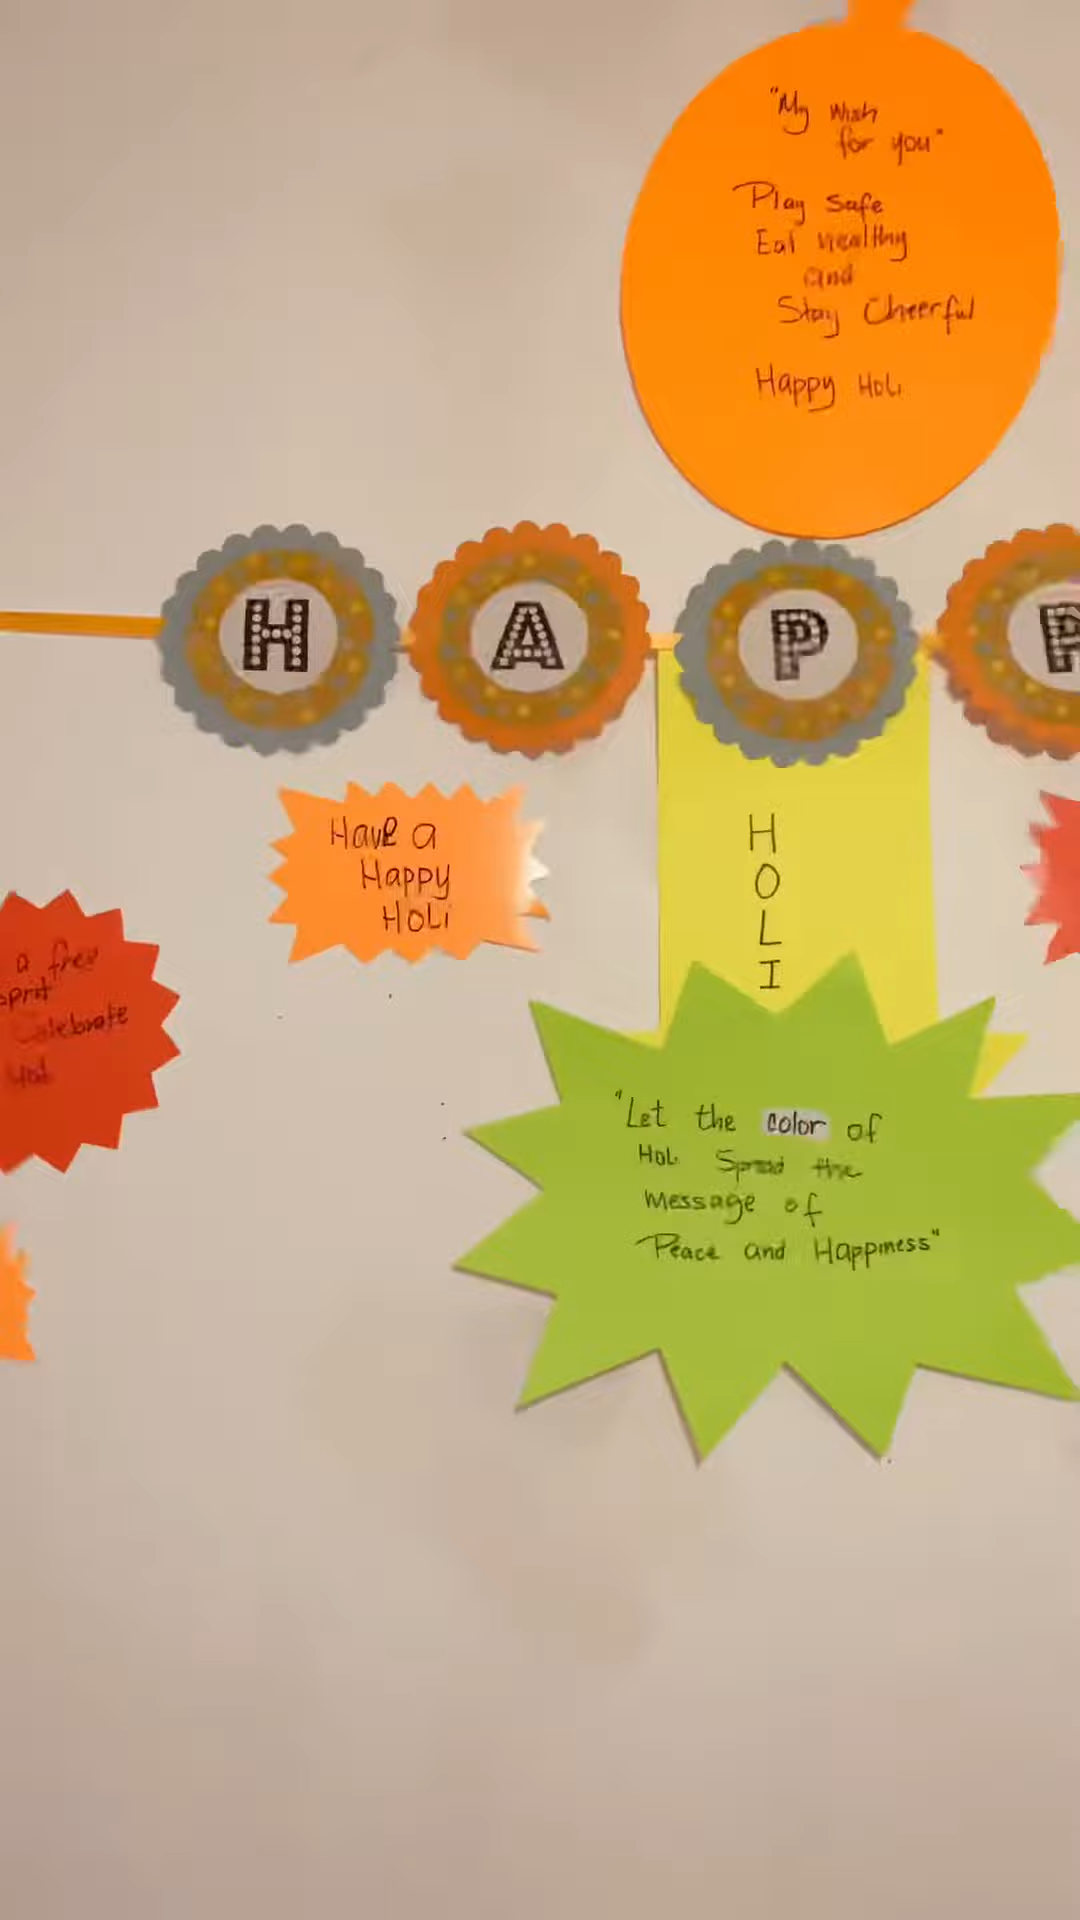 "My Wish
for you"
Play Safe
Eat Healthy
and
Stay Cheerful
Happy Holi
H A P P
Have a
Happy
HoLi
H
O
L
I
a free
Celebrate
"Let the color of
Holi Spread the
message of
Peace and Happiness"